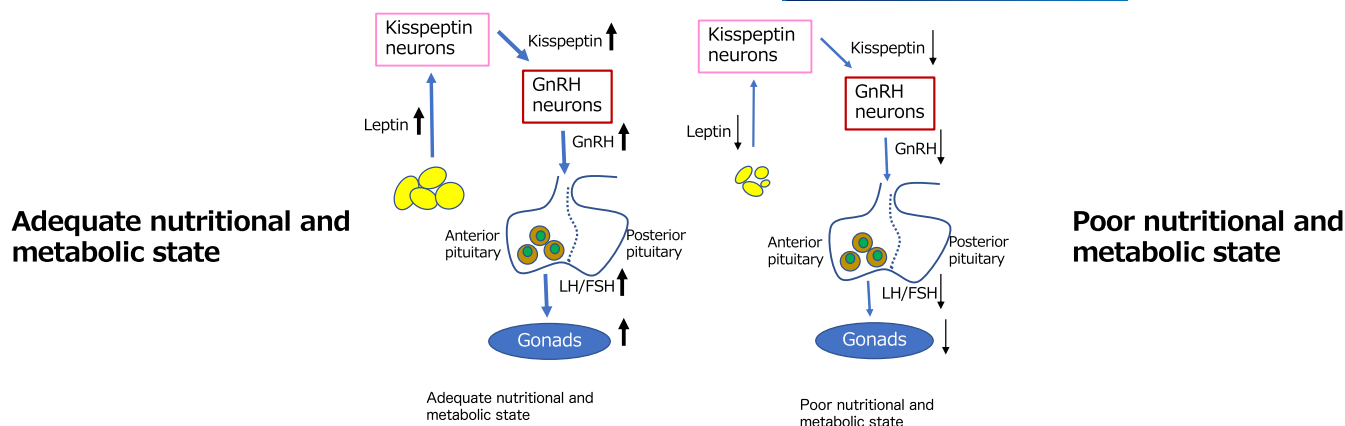 Adequate nutritional and
metabolic state
Kisspeptin
neurons
Kisspeptin
GnRH
neurons
Leptin
GnRH
Anterior
pituitary
Posterior
pituitary
LH/FSH
Gonads
Adequate nutritional and
metabolic state
Kisspeptin
neurons
Kisspeptin
GnRH
neurons
Leptin
GnRH
Anterior
pituitary
Posterior
pituitary
LH/FSH
Gonads
Poor nutritional and
metabolic state
Poor nutritional and
metabolic state